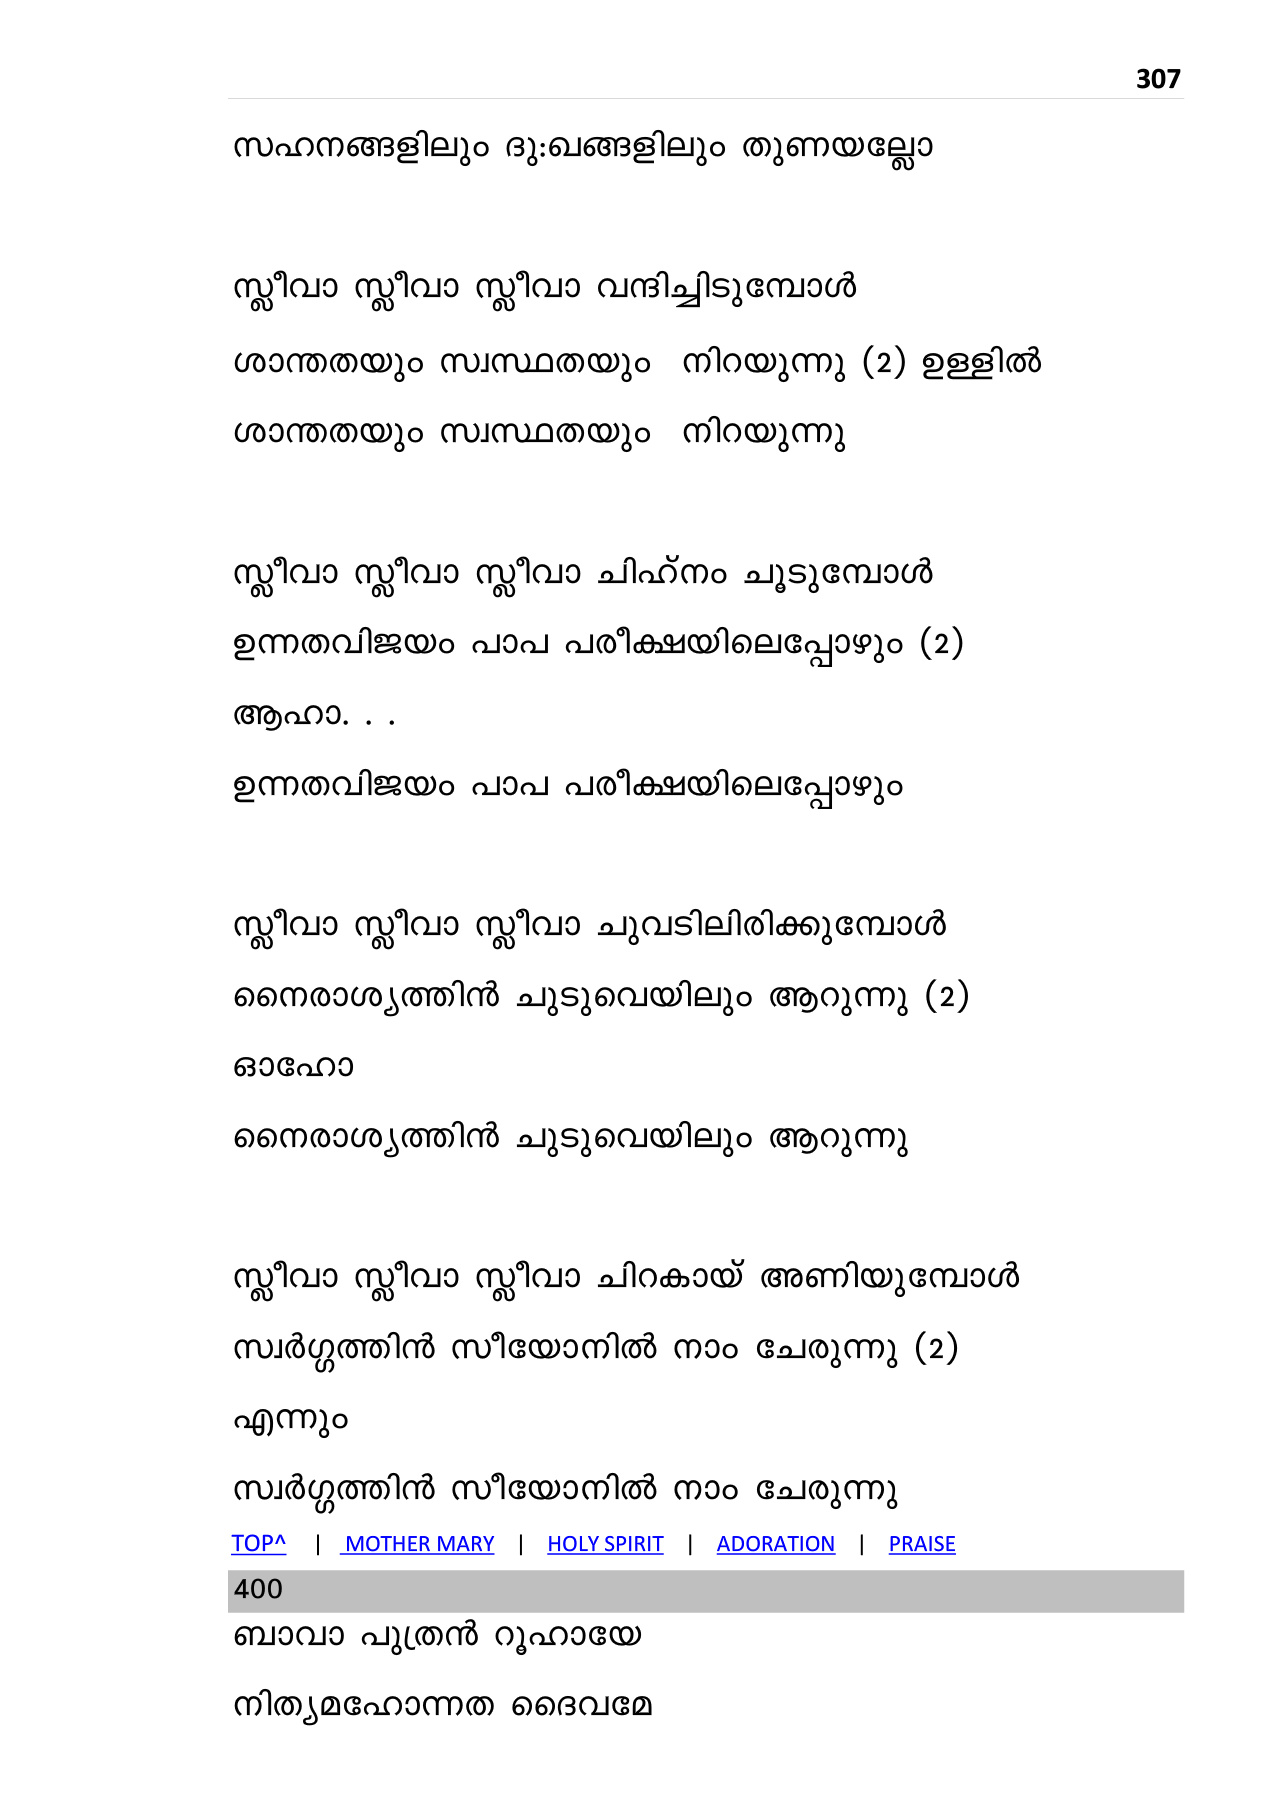 307
സഹനങ്ങളിലും ദു:ഖങ്ങളിലും തുണയല്ലോ
സ്ലീവാ സ്ലീവാ സ്ലീവാ വന്ദിച്ചിടുമ്പോൾ
ശാന്തതയും സ്വസ്ഥതയും നിറയുന്നു (2) ഉള്ളിൽ
ശാന്തതയും സ്വസ്ഥതയും നിറയുന്നു
സ്ലീവാ സ്ലീവാ സ്ലീവാ ചിഹ്നം ചൂടുമ്പോൾ
ഉന്നതവിജയം പാപ പരീക്ഷയിലെപ്പോഴും (2)
ആഹാ. . .
ഉന്നതവിജയം പാപ പരീക്ഷയിലെപ്പോഴും
സ്ലീവാ സ്ലീവാ സ്ലീവാ ചുവടിലിരിക്കുമ്പോൾ
നൈരാശ്യത്തിൻ ചുടുവെയിലും ആറുന്നു (2)
ഓഹോ
നൈരാശ്യത്തിൻ ചുടുവെയിലും ആറുന്നു
സ്ലീവാ സ്ലീവാ സ്ലീവാ ചിറകായ് അണിയുമ്പോൾ
സ്വർഗ്ഗത്തിൻ സീയോനിൽ നാം ചേരുന്നു (2)
എന്നും
സ്വർഗ്ഗത്തിൻ സീയോനിൽ നാം ചേരുന്നു
TOP^ | MOTHER MARY | HOLY SPIRIT | ADORATION | PRAISE
400
ബാവാ പുത്രൻ റൂഹായേ
നിത്യമഹോന്നത ദൈവമേ